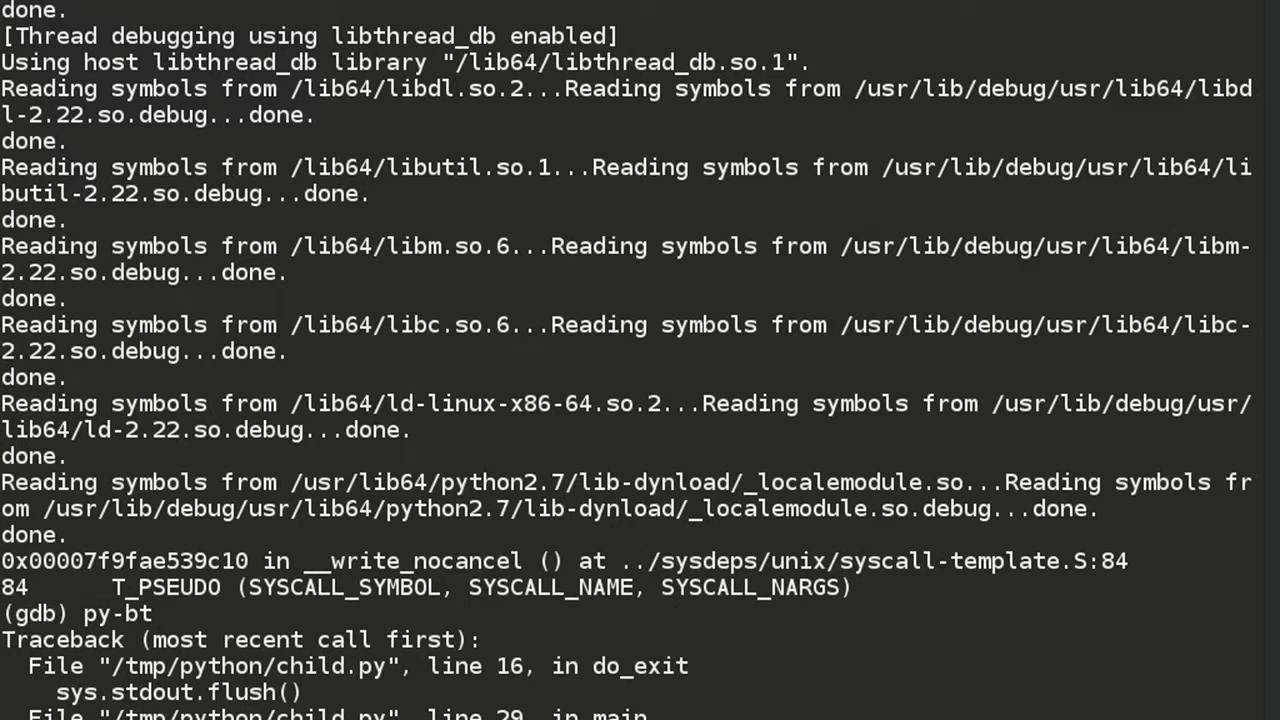 done.
[Thread debugging using libthread_db enabled]
Using host libthread_db library "/lib64/libthread_db.so.1".
Reading symbols from /lib64/libdl.so.2...Reading symbols from /usr/lib/debug/usr/lib64/libd
l-2.22.so.debug...done.
done.
Reading symbols from /lib64/libutil.so.1...Reading symbols from /usr/lib/debug/usr/lib64/li
butil-2.22.so.debug...done.
done.
Reading symbols from /lib64/libm.so.6...Reading symbols from /usr/lib/debug/usr/lib64/libm-
2.22.so.debug...done.
done.
Reading symbols from /lib64/libc.so.6...Reading symbols from /usr/lib/debug/usr/lib64/libc-
2.22.so.debug...done.
done.
Reading symbols from /lib64/ld-linux-x86-64.so.2...Reading symbols from /usr/lib/debug/usr/
lib64/ld-2.22.so.debug...done.
done.
Reading symbols from /usr/lib64/python2.7/lib-dynload/_localemodule.so...Reading symbols fr
om /usr/lib/debug/usr/lib64/python2.7/lib-dynload/_localemodule.so.debug...done.
done.
0x00007f9fae539c10 in __write_nocancel () at ../sysdeps/unix/syscall-template.S:84
84      T_PSEUDO (SYSCALL_SYMBOL, SYSCALL_NAME, SYSCALL_NARGS)
(gdb) py-bt
Traceback (most recent call first):
  File "/tmp/python/child.py", line 16, in do_exit
    sys.stdout.flush()
  File "/tmp/python/child.py", line 29, in main